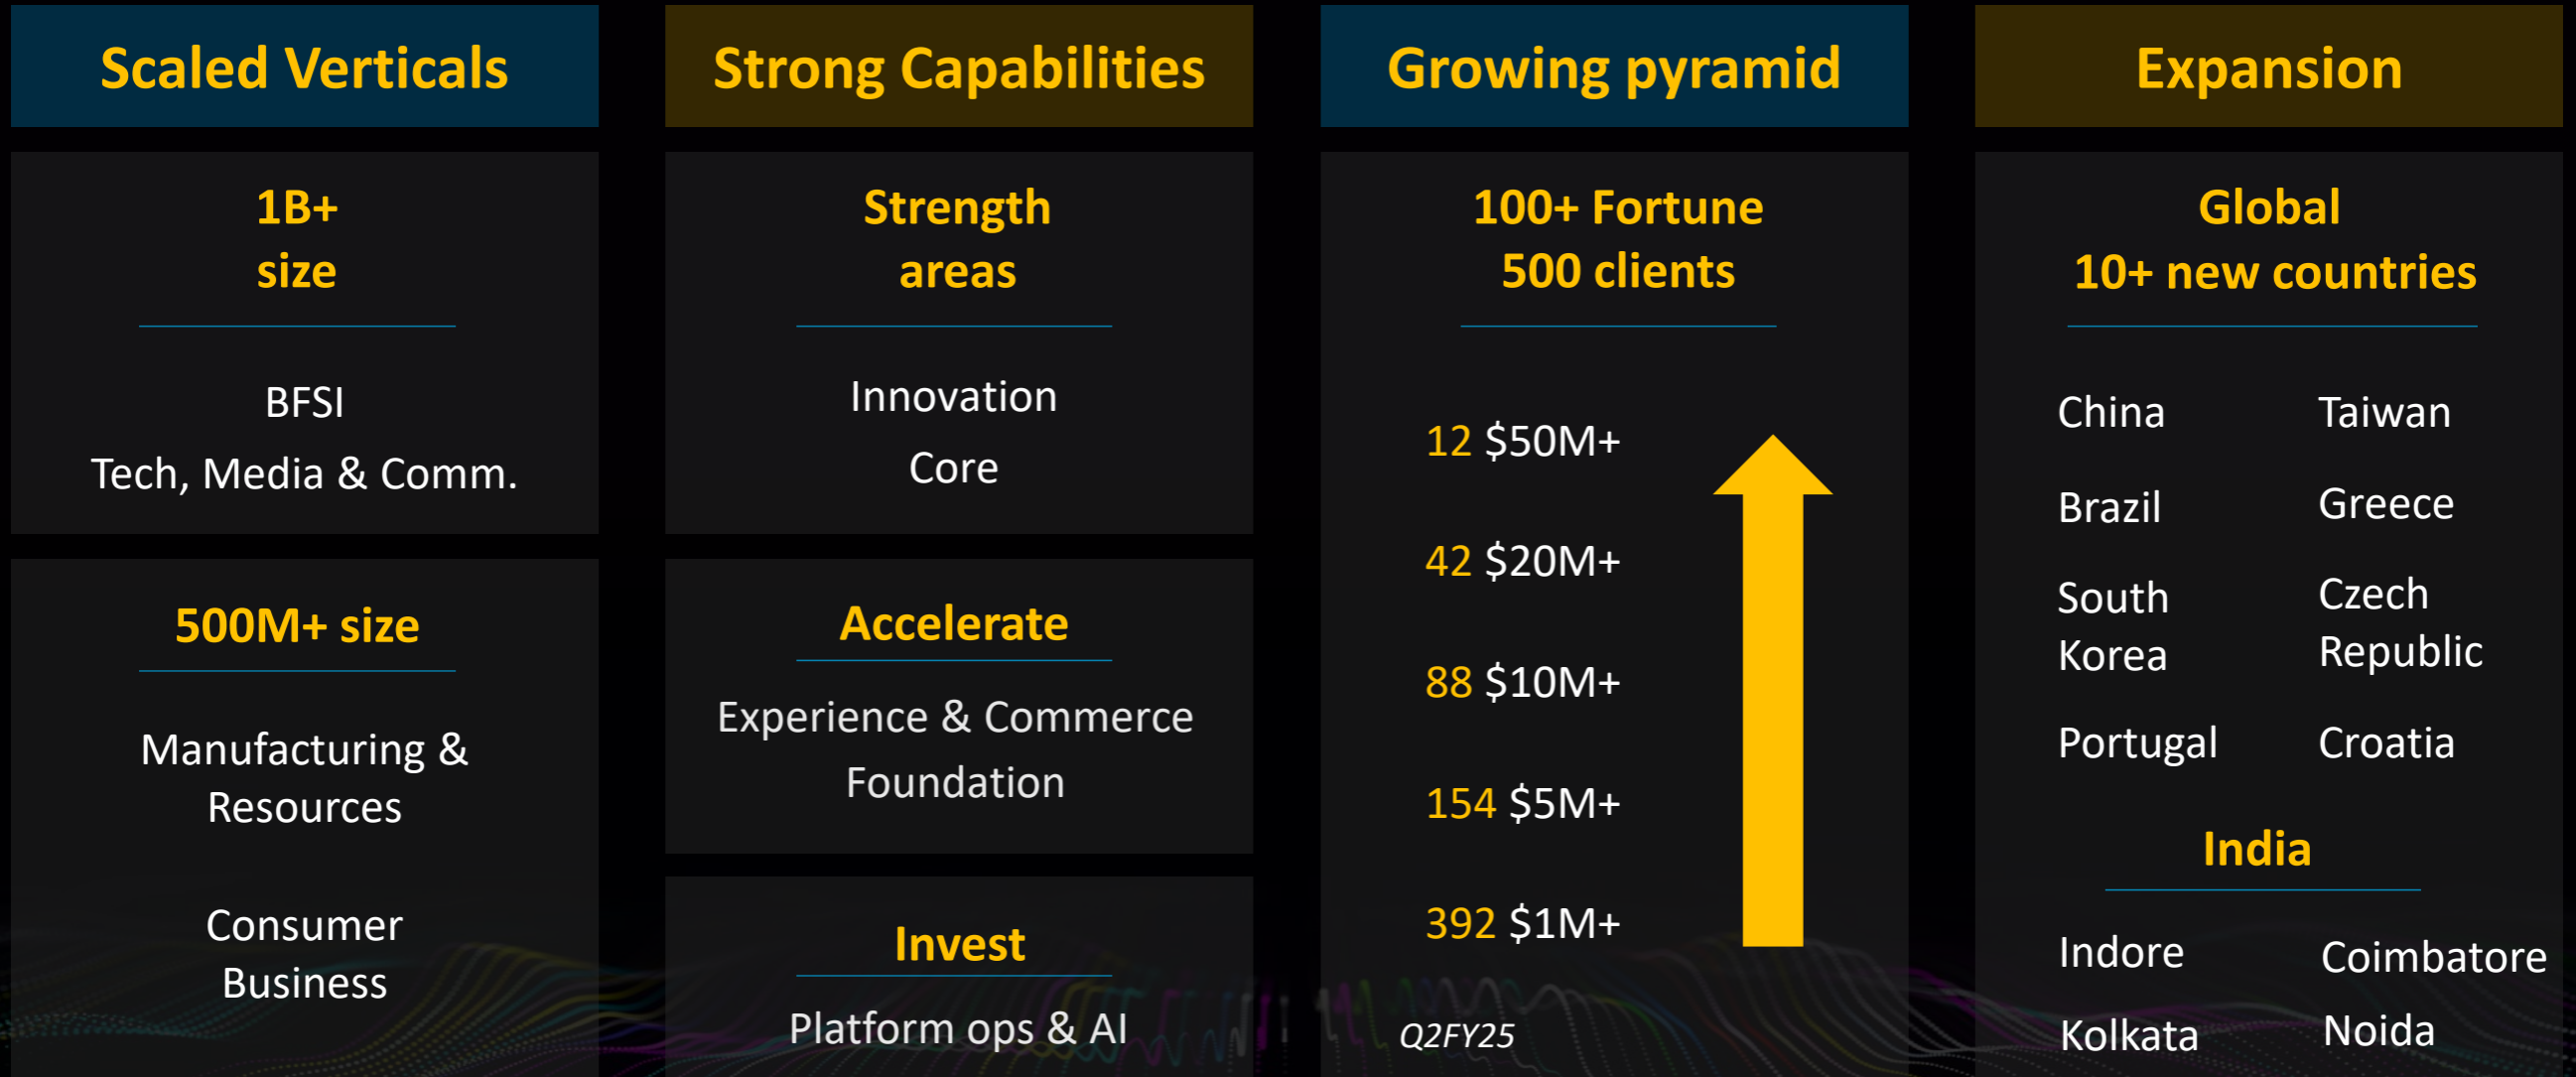 Scaled Verticals
1B+
size
BFSI
Tech, Media & Comm.
500M+ size
Manufacturing &
Resources
Consumer
Business
Strong Capabilities
Strength
areas
Innovation
Core
Accelerate
Experience & Commerce
Foundation
Invest
Platform ops & AI
Growing pyramid
100+ Fortune
500 clients
12 $50M+
42 $20M+
88 $10M+
154 $5M+
392 $1M+
Q2FY25
Expansion
Global
10+ new countries
China
Taiwan
Brazil
Greece
South
Korea
Czech
Republic
Portugal
Croatia
India
Indore
Coimbatore
Kolkata
Noida